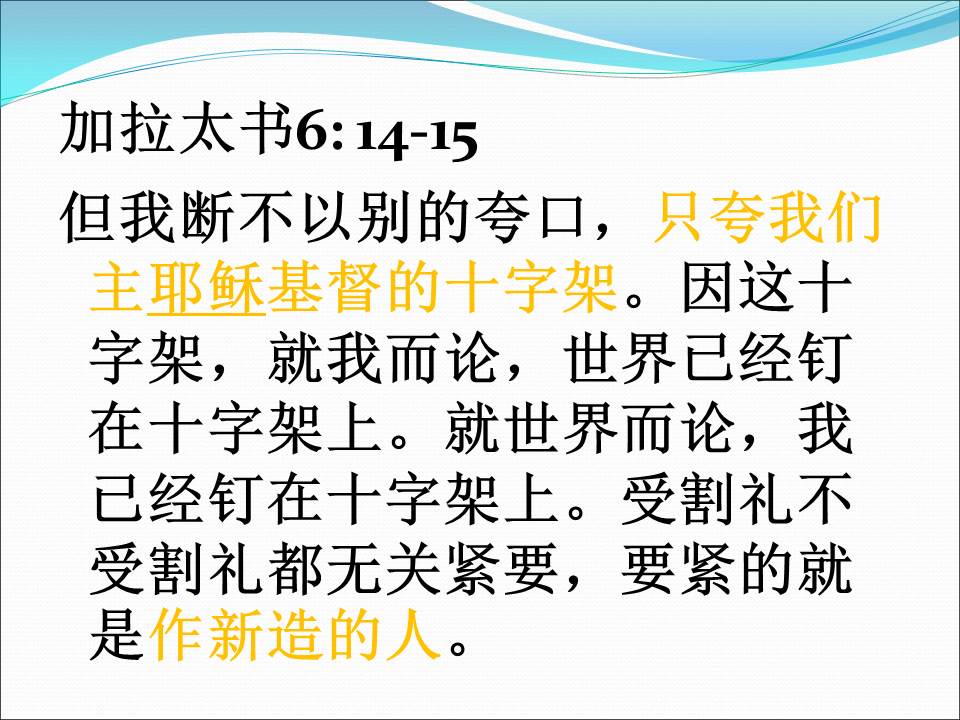 加拉太书6: 14-15
但我断不以别的夸口，只夸我们
主耶稣基督的十字架。因这十
字架，就我而论，世界已经钉
在十字架上。就世界而论，我
已经钉在十字架上。受割礼不
受割礼都无关紧要，要紧的就
是作新造的人。